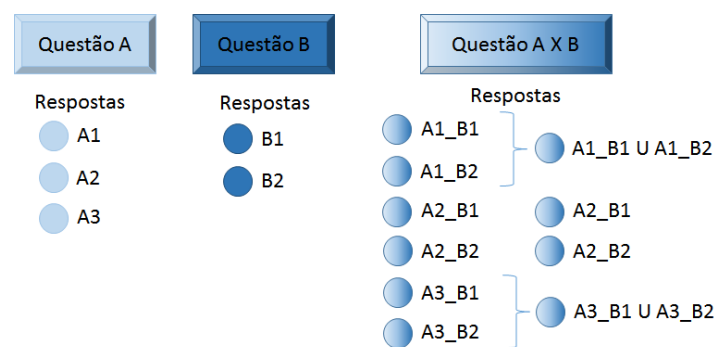 Questão A
Respostas
A1
A2
A3
Questão B
Respostas
B1
B2
Questão A X B
Respostas
A1_B1
A1_B2
A2_B1
A2_B2
A3_B1
A3_B2
A1_B1 U A1_B2
A2_B1
A2_B2
A3_B1 U A3_B2